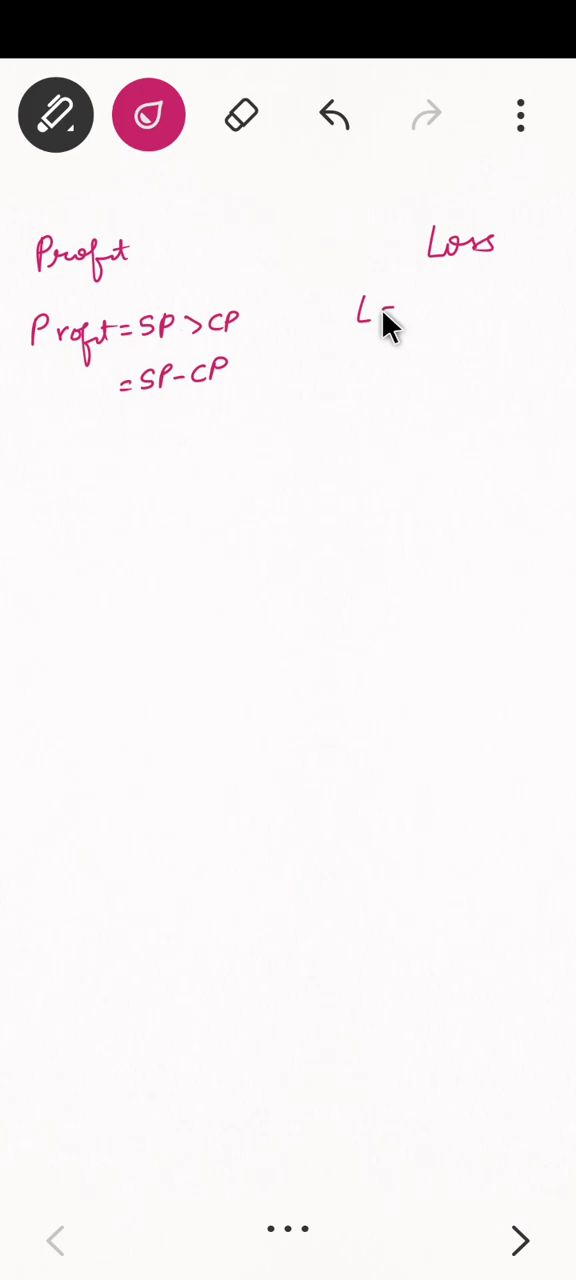 Profit
Loss
Profit = SP > CP
= SP - CP
L =